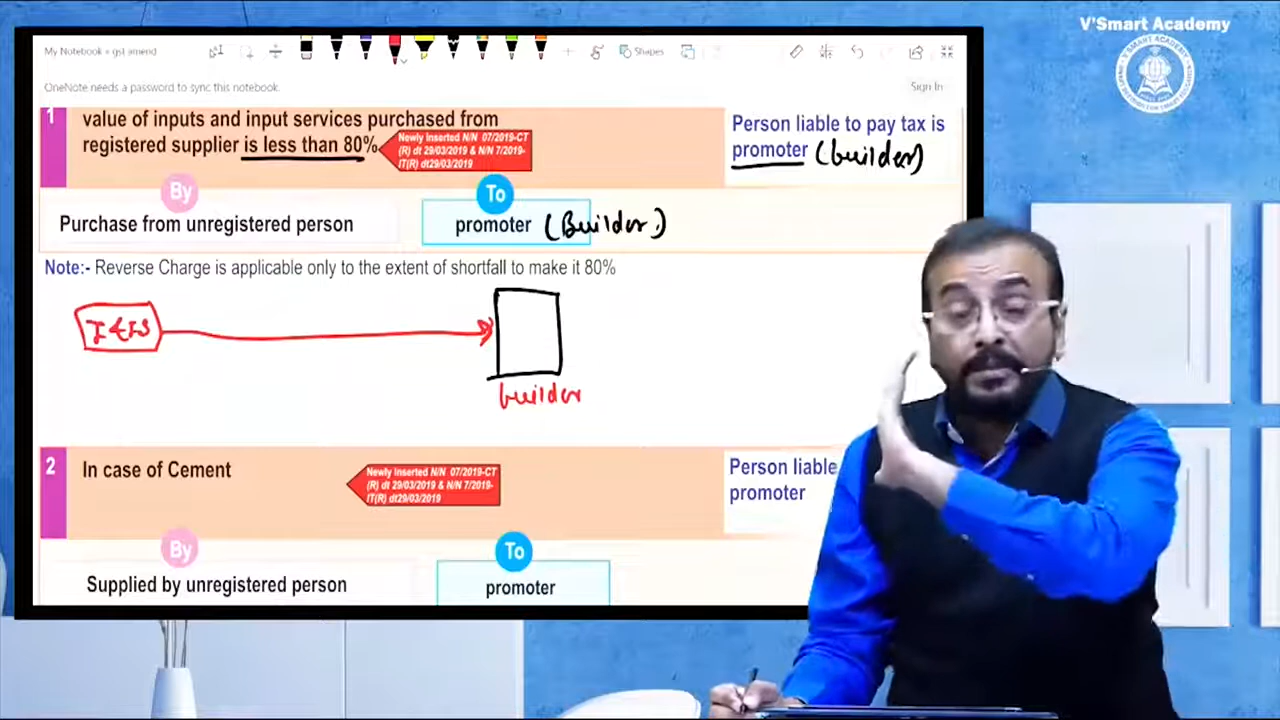 V'Smart Academy
My Notebook » gst amend
Shapes
OneNote needs a password to sync this notebook.
Sign In
1
value of inputs and input services purchased from
registered supplier is less than 80%
Newly Inserted N/N 07/2019-CT
(R) dt 29/03/2019 & N/N 7/2019-
IT(R) dt29/03/2019
Person liable to pay tax is
promoter (builder)
By
To
Purchase from unregistered person
promoter (Builder.)
Note:- Reverse Charge is applicable only to the extent of shortfall to make it 80%
I & IS
builder
2
In case of Cement
Newly Inserted N/N 07/2019-CT
(R) dt 29/03/2019 & N/N 7/2019-
IT(R) dt29/03/2019
Person liable
promoter
By
To
Supplied by unregistered person
promoter